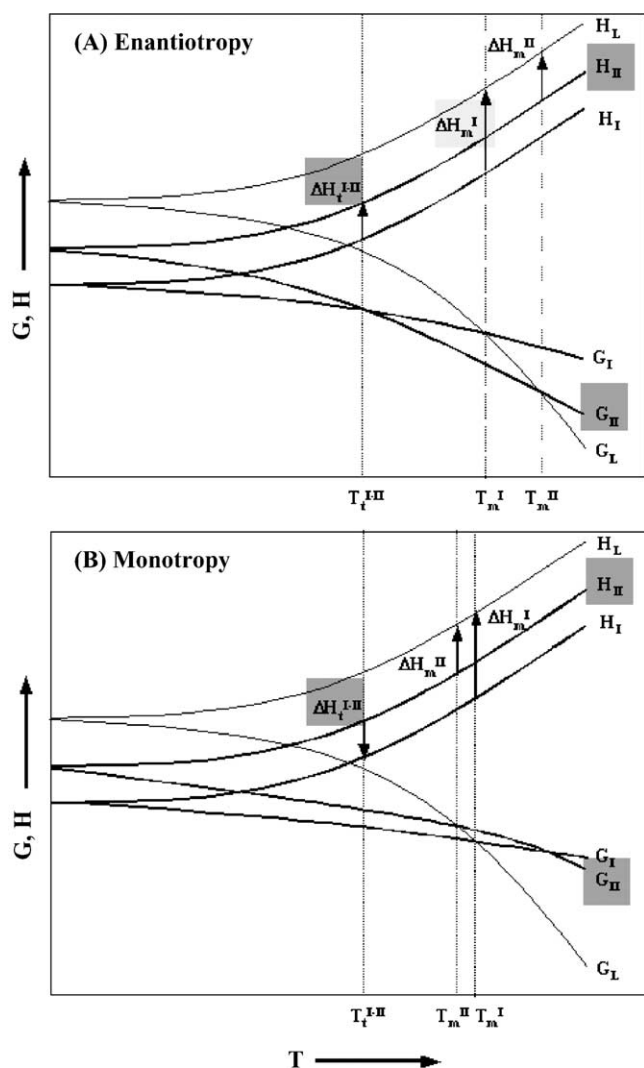 (A) Enantiotropy
H_L
ΔH_m^II
H_II
ΔH_m^I
H_I
ΔH_t^I-II
G, H
G_I
G_II
G_L
T_t^I-II T_m^I T_m^II
(B) Monotropy
H_L
H_II
ΔH_m^I
H_I
ΔH_m^II
ΔH_t^I-II
G, H
G_I
G_II
G_L
T_t^I-II T_m^II T_m^I
T